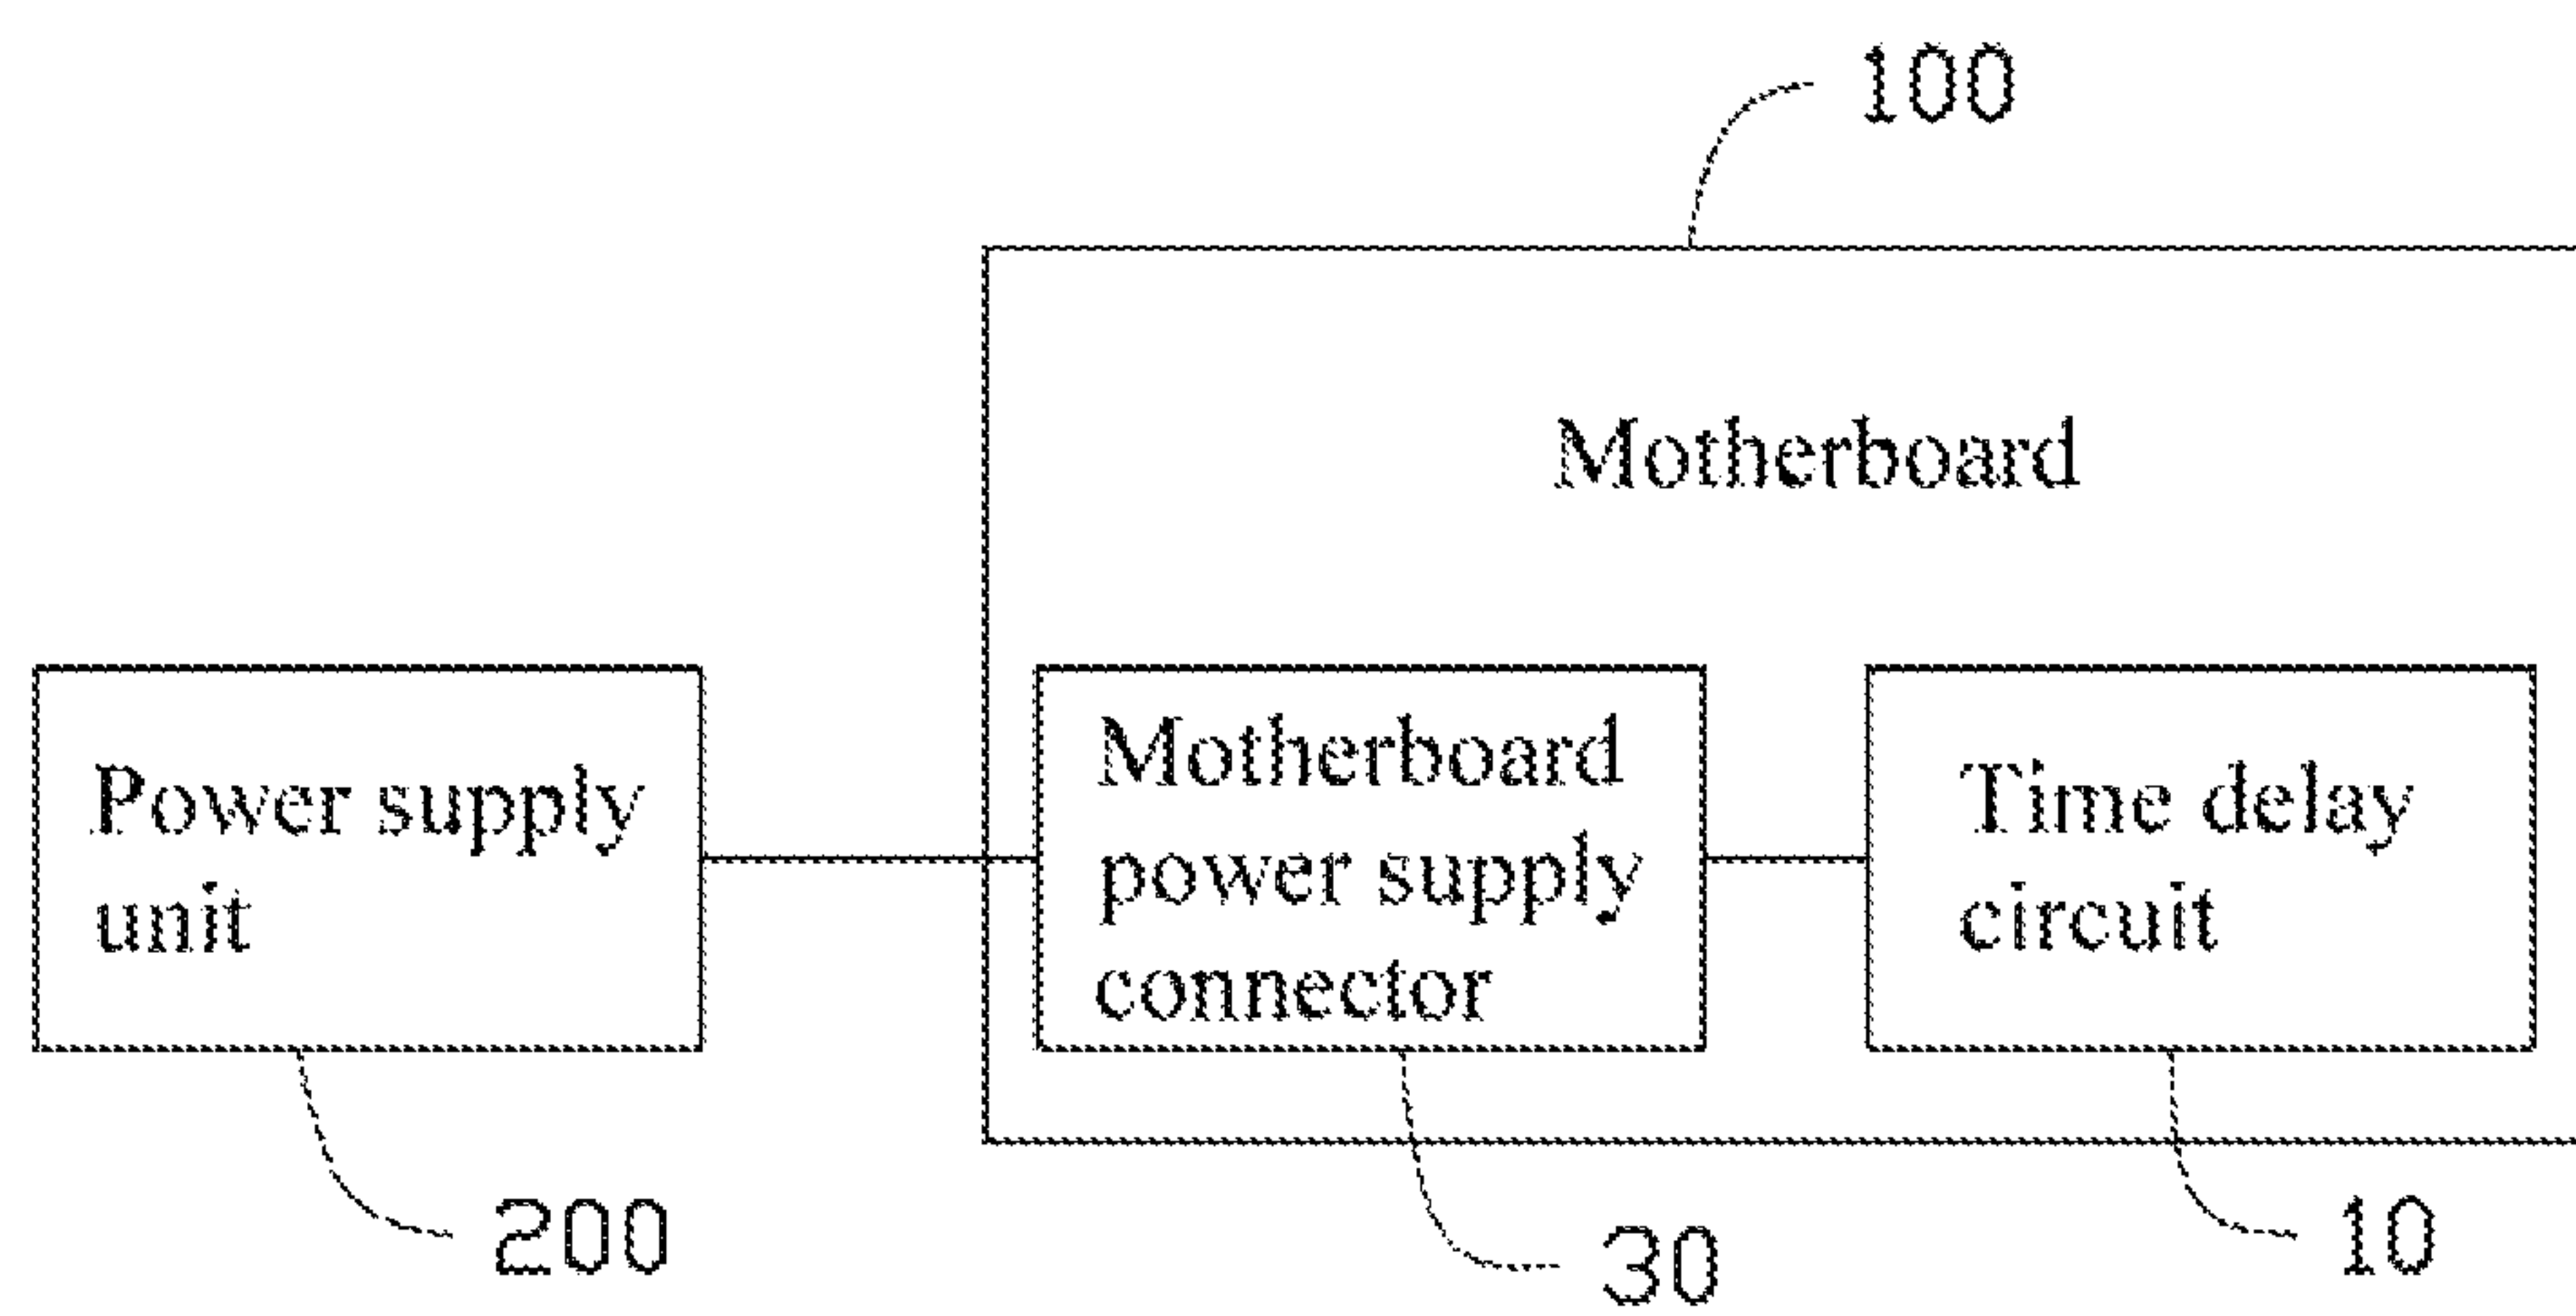 100
Motherboard
Power supply
unit
Motherboard
power supply
connector
Time delay
circuit
200
30
10